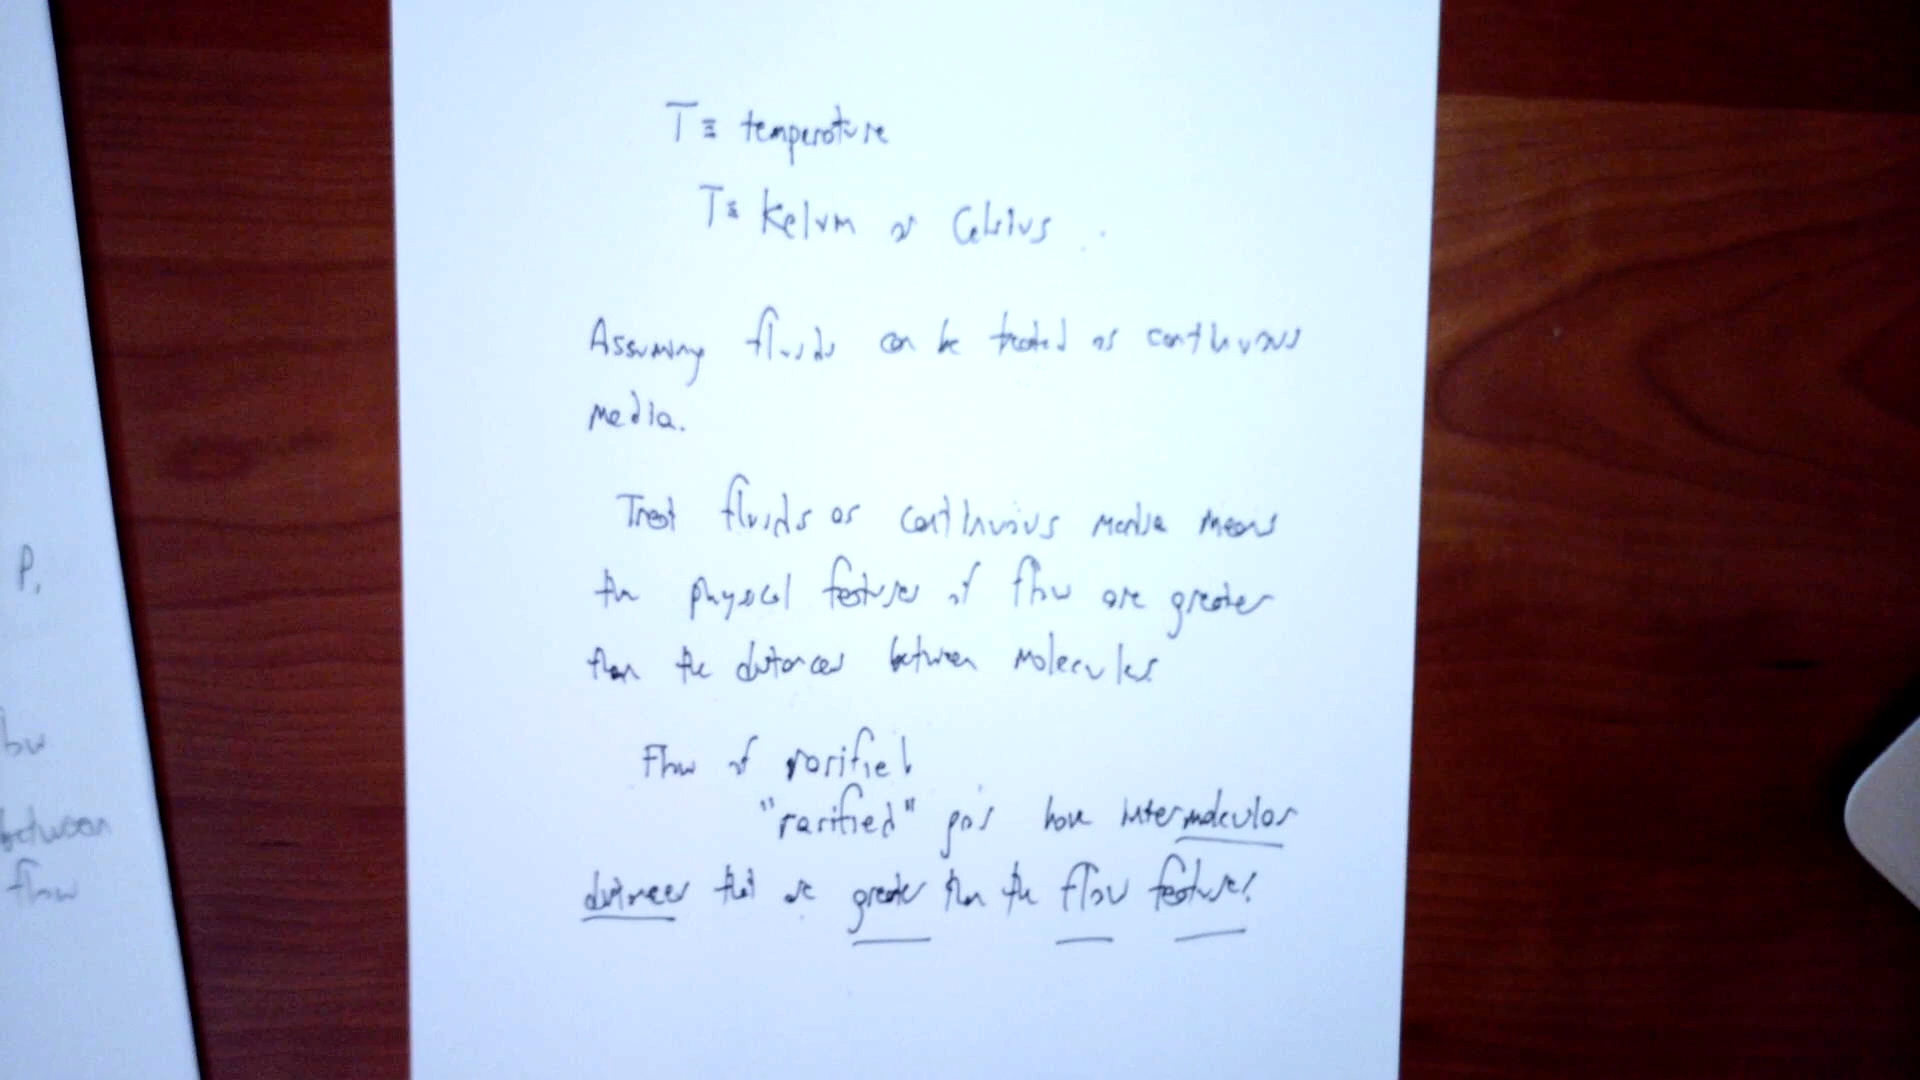 T ≡ temperature
T ≡ Kelvin or Celsius
Assuming fluids can be treated as continuous
media.
Treat fluids as continuous media means
the physical features of flow are greater
than the distances between molecules.
Flow of rarified
"rarified" gas have intermolecular
distances that are greater than the flow features.
P,
between
flow